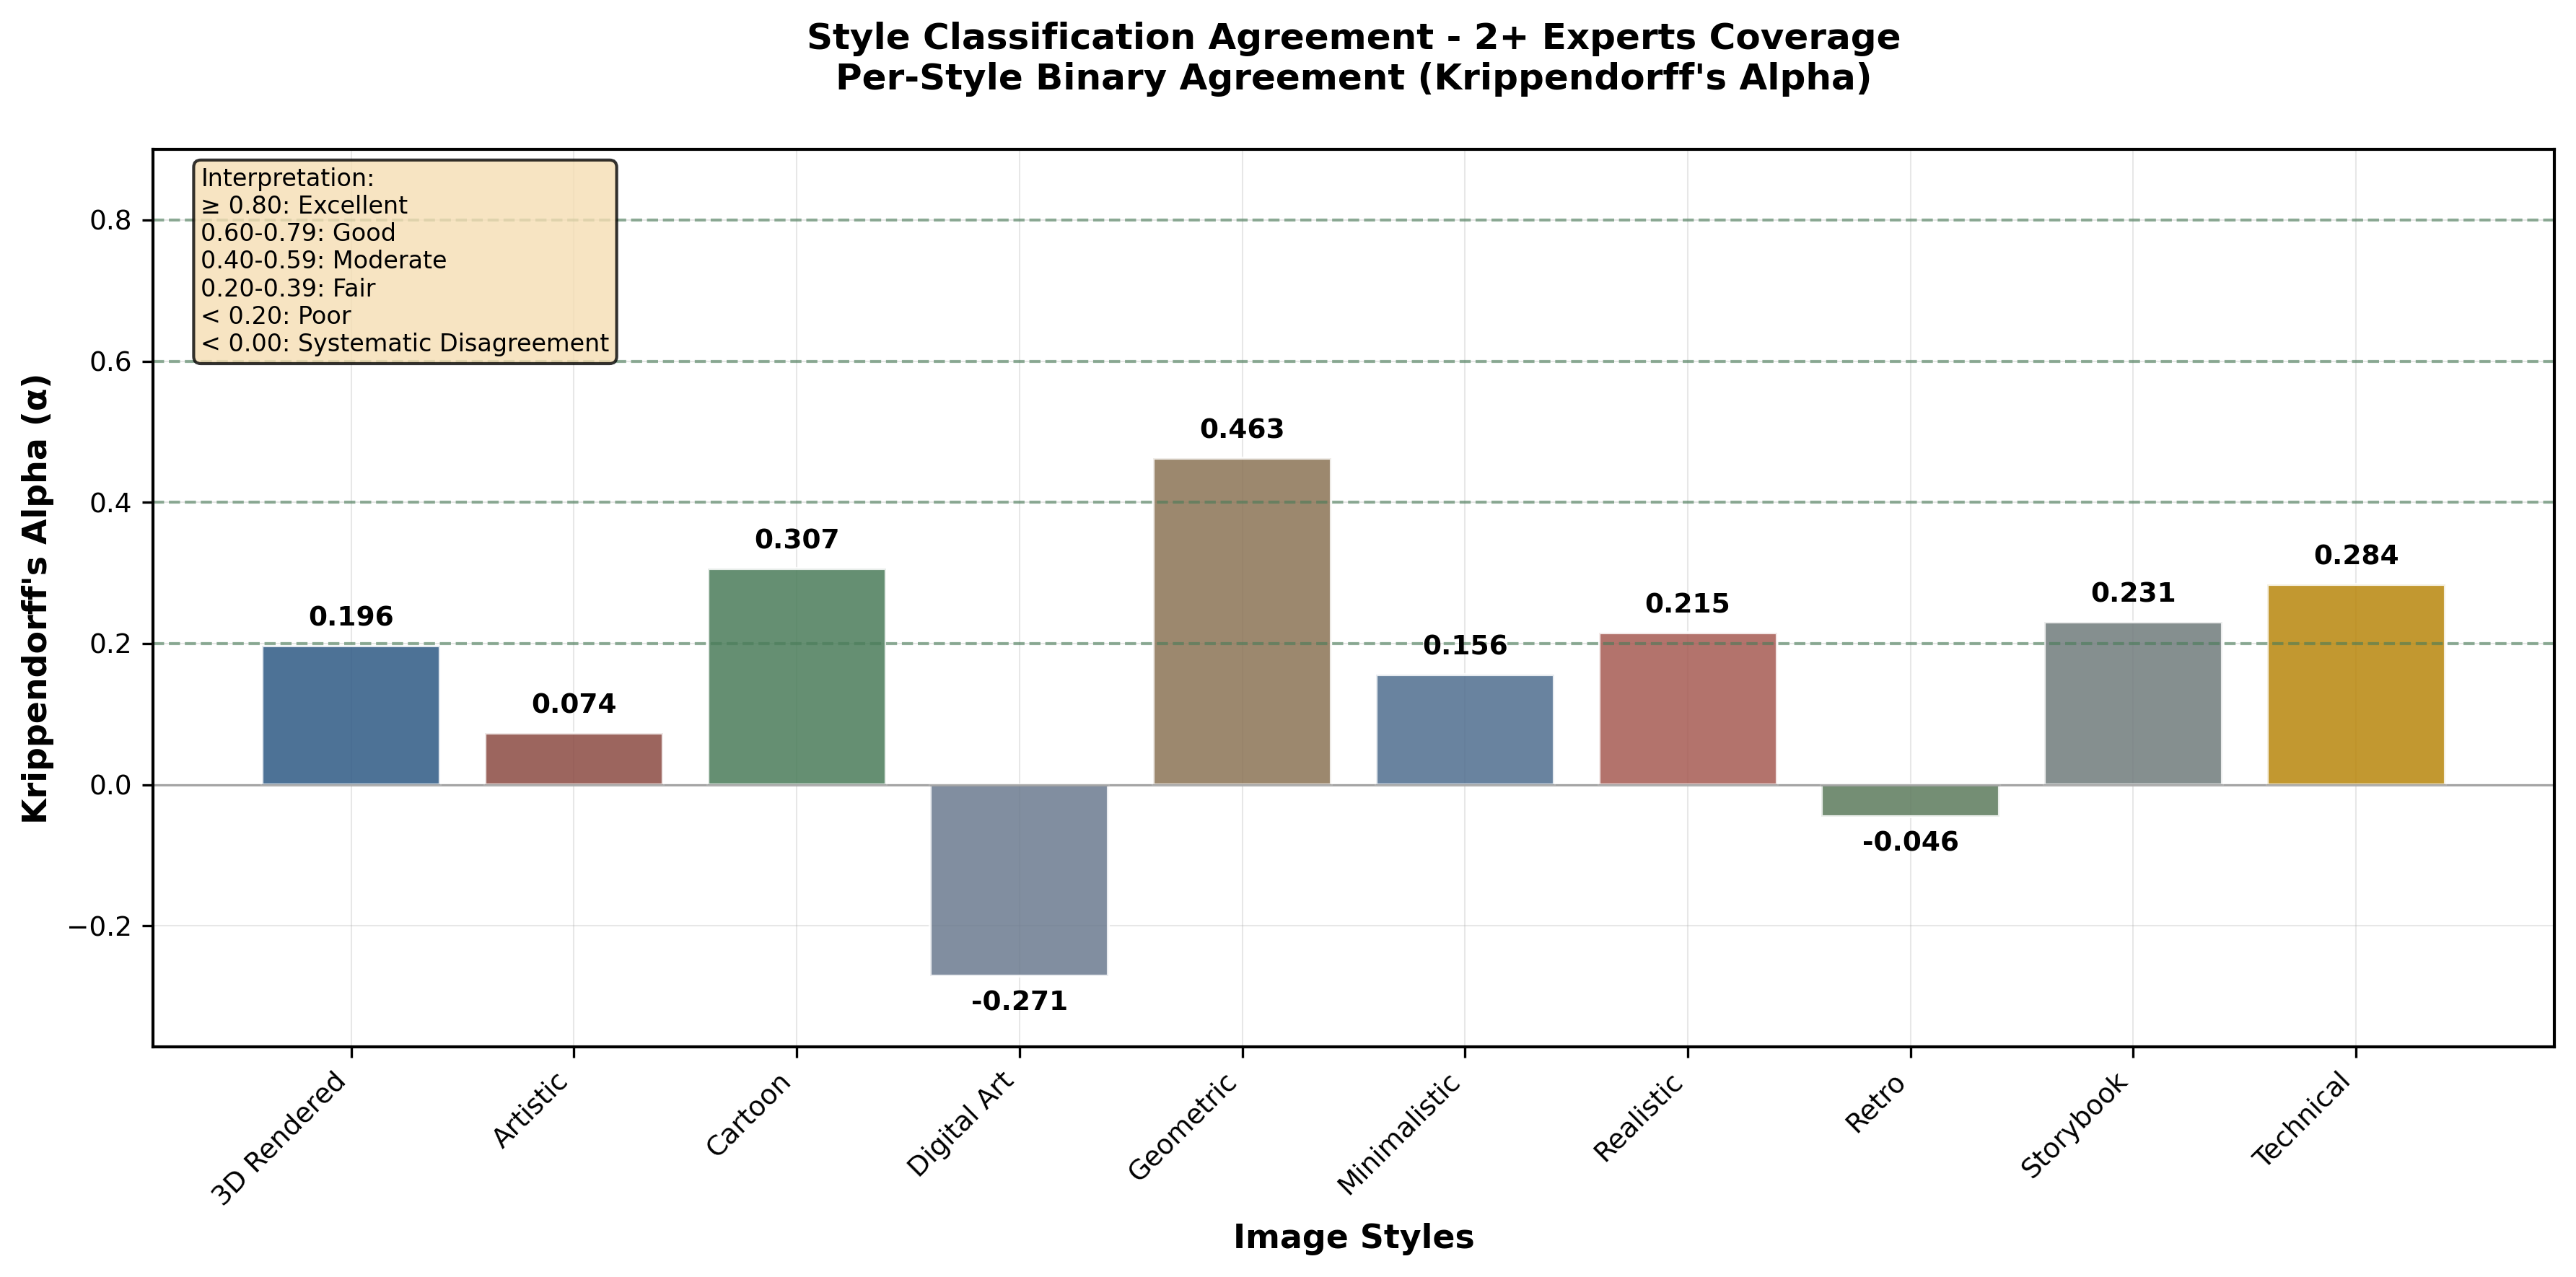 Style Classification Agreement - 2+ Experts Coverage
Per-Style Binary Agreement (Krippendorff's Alpha)
Interpretation:
≥ 0.80: Excellent
0.60-0.79: Good
0.40-0.59: Moderate
0.20-0.39: Fair
< 0.20: Poor
< 0.00: Systematic Disagreement
Krippendorff's Alpha (α)
0.8
0.6
0.4
0.2
0.0
−0.2
0.196
0.074
0.307
-0.271
0.463
0.156
0.215
-0.046
0.231
0.284
3D Rendered
Artistic
Cartoon
Digital Art
Geometric
Minimalistic
Realistic
Retro
Storybook
Technical
Image Styles